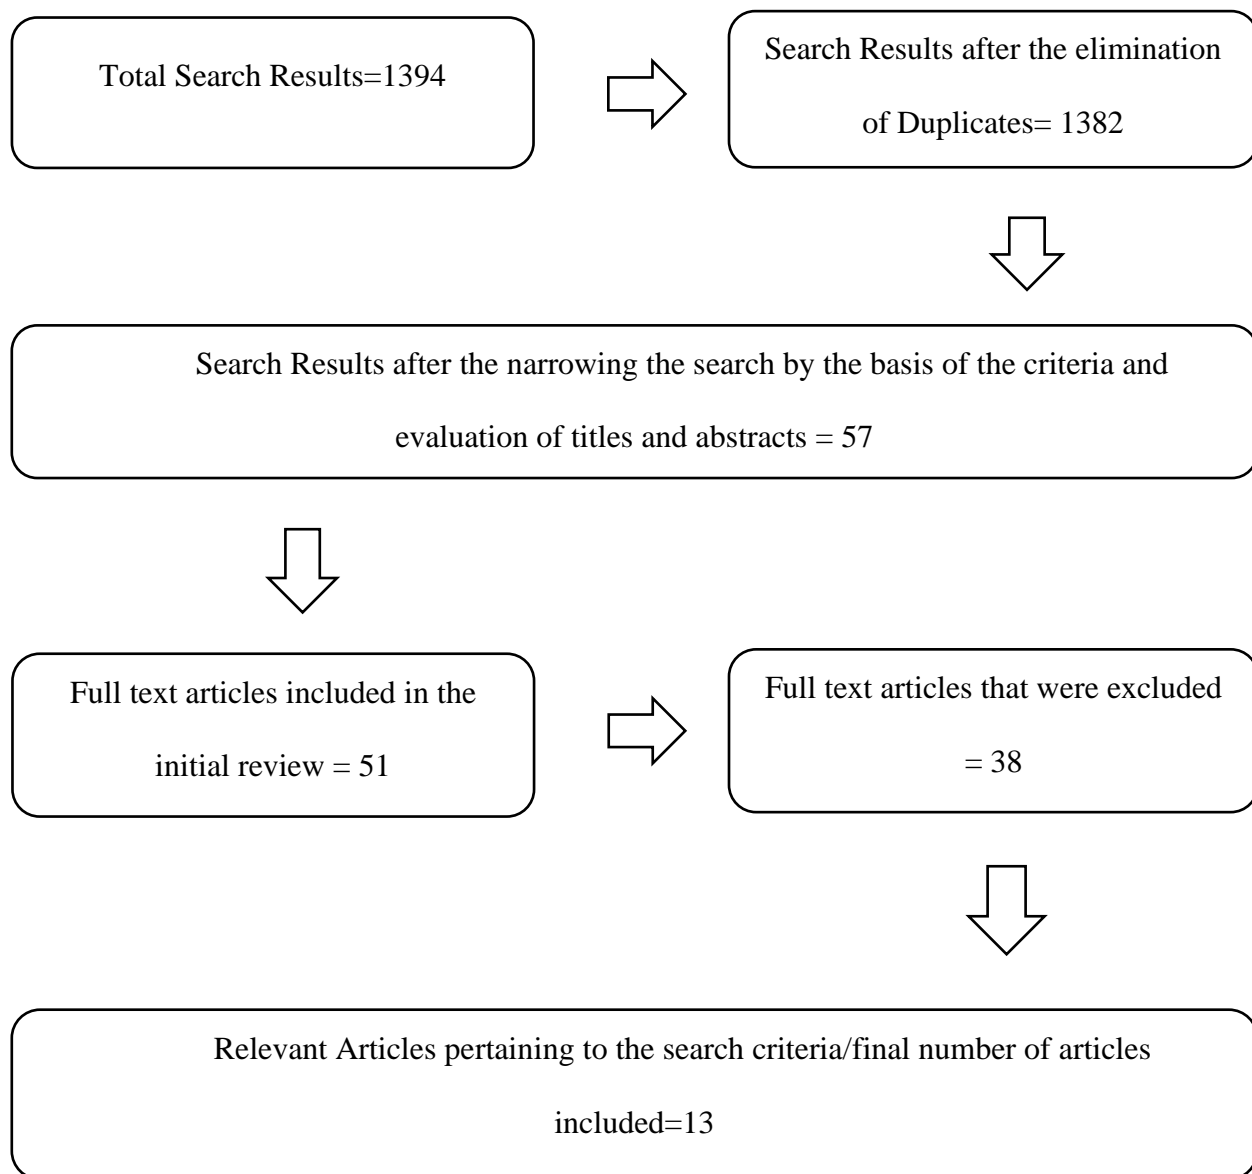 Total Search Results=1394
Search Results after the elimination
of Duplicates= 1382
Search Results after the narrowing the search by the basis of the criteria and
evaluation of titles and abstracts = 57
Full text articles included in the
initial review = 51
Full text articles that were excluded
= 38
Relevant Articles pertaining to the search criteria/final number of articles
included=13